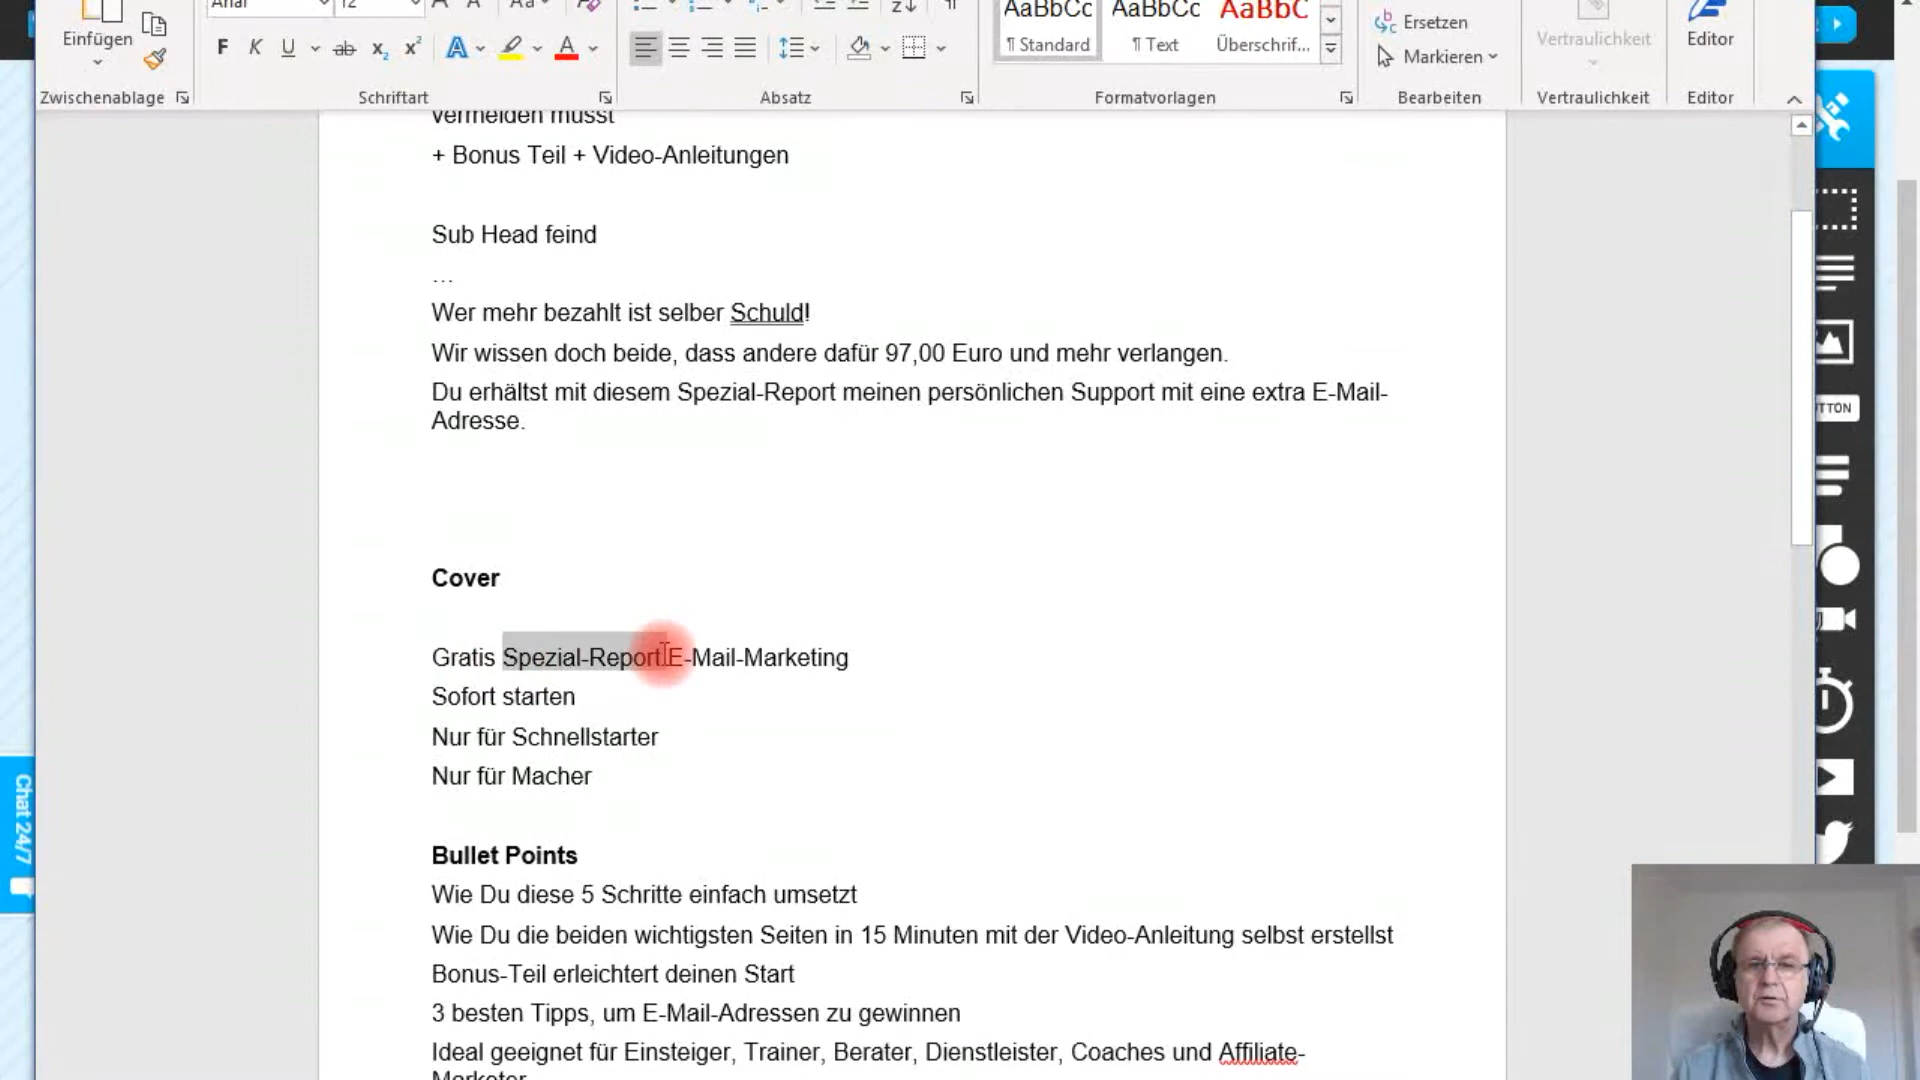 Arial
12
Einfügen
F K U ab x₂ x² A A
AaBbCc AaBbCc AaBbC
¶ Standard ¶ Text Überschrif...
Ersetzen
Markieren
Vertraulichkeit
Editor
Zwischenablage Schriftart Absatz Formatvorlagen Bearbeiten Vertraulichkeit Editor
vermeiden musst
+ Bonus Teil + Video-Anleitungen
Sub Head feind
…
Wer mehr bezahlt ist selber Schuld!
Wir wissen doch beide, dass andere dafür 97,00 Euro und mehr verlangen.
Du erhältst mit diesem Spezial-Report meinen persönlichen Support mit eine extra E-Mail-
Adresse.
Cover
Gratis Spezial-Report E-Mail-Marketing
Sofort starten
Nur für Schnellstarter
Nur für Macher
Bullet Points
Wie Du diese 5 Schritte einfach umsetzt
Wie Du die beiden wichtigsten Seiten in 15 Minuten mit der Video-Anleitung selbst erstellst
Bonus-Teil erleichtert deinen Start
3 besten Tipps, um E-Mail-Adressen zu gewinnen
Ideal geeignet für Einsteiger, Trainer, Berater, Dienstleister, Coaches und Affiliate-
Marketer
Chat 24/7
UTTON